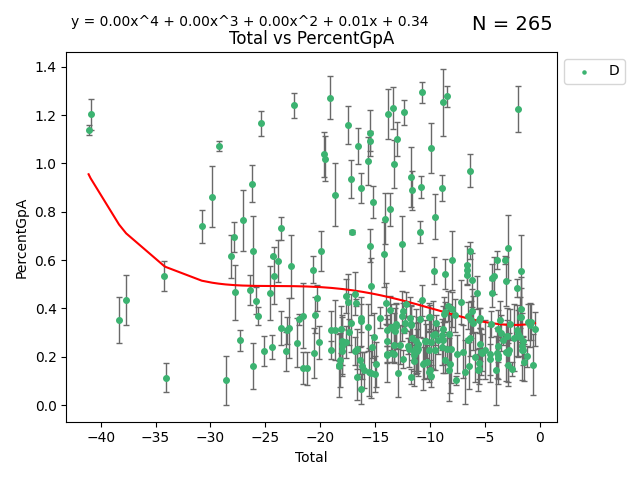 y = 0.00x^4 + 0.00x^3 + 0.00x^2 + 0.01x + 0.34
N = 265
Total vs PercentGpA
D
PercentGpA
1.4
1.2
1.0
0.8
0.6
0.4
0.2
0.0
−40 −35 −30 −25 −20 −15 −10 −5 0
Total